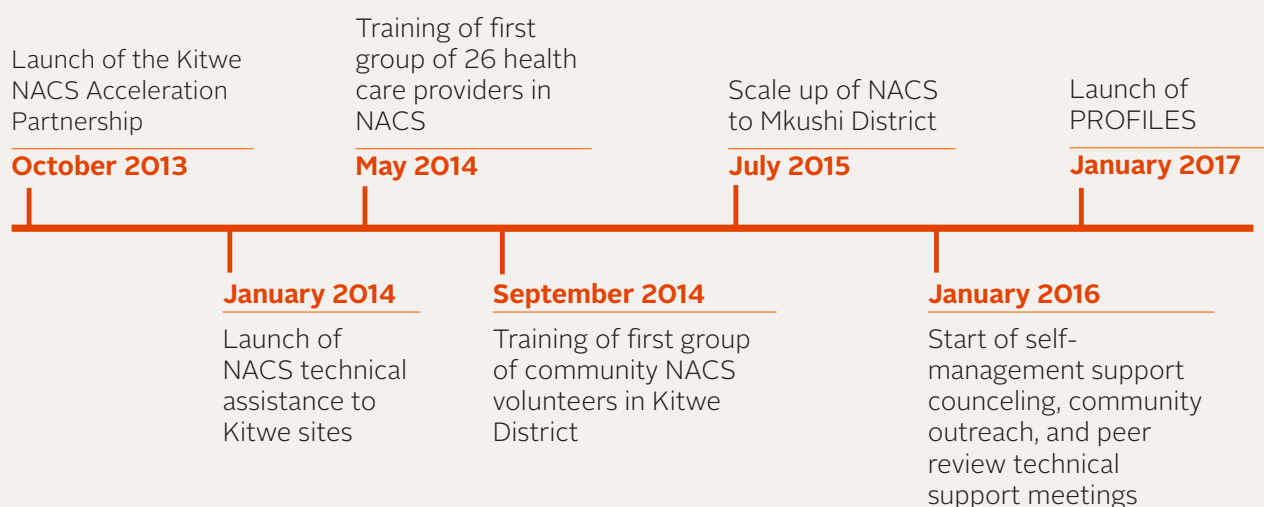 Launch of the Kitwe
NACS Acceleration
Partnership
October 2013
Training of first
group of 26 health
care providers in
NACS
May 2014
Scale up of NACS
to Mkushi District
July 2015
Launch of
PROFILES
January 2017
January 2014
Launch of
NACS technical
assistance to
Kitwe sites
September 2014
Training of first group
of community NACS
volunteers in Kitwe
District
January 2016
Start of self-
management support
counceling, community
outreach, and peer
review technical
support meetings